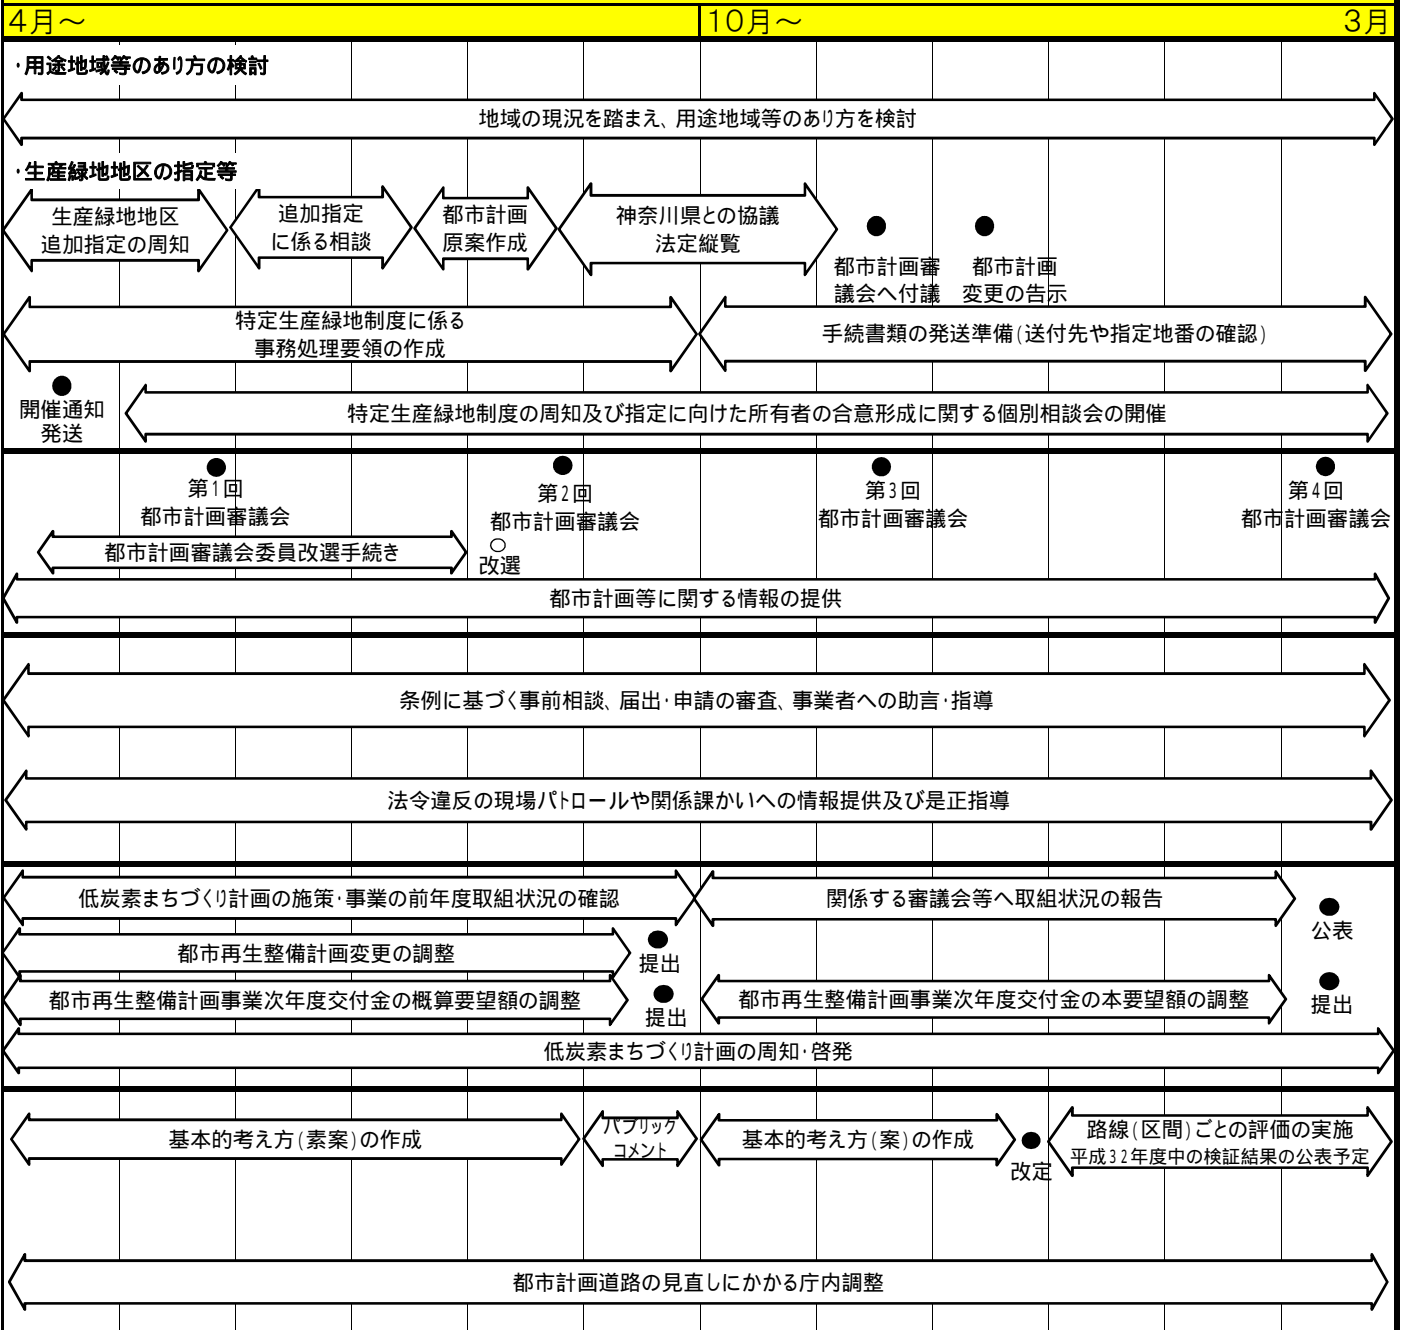 4月～
10月～
3月
・用途地域等のあり方の検討
地域の現況を踏まえ、用途地域等のあり方を検討
・生産緑地地区の指定等
生産緑地地区
追加指定の周知
追加指定
に係る相談
都市計画
原案作成
神奈川県との協議
法定縦覧
都市計画審
議会へ付議
都市計画
変更の告示
特定生産緑地制度に係る
事務処理要領の作成
手続書類の発送準備(送付先や指定地番の確認)
開催通知
発送
特定生産緑地制度の周知及び指定に向けた所有者の合意形成に関する個別相談会の開催
第1回
都市計画審議会
第2回
都市計画審議会
第3回
都市計画審議会
第4回
都市計画審議会
都市計画審議会委員改選手続き
改選
都市計画等に関する情報の提供
条例に基づく事前相談、届出・申請の審査、事業者への助言・指導
法令違反の現場パトロールや関係課かいへの情報提供及び是正指導
低炭素まちづくり計画の施策・事業の前年度取組状況の確認
関係する審議会等へ取組状況の報告
公表
都市再生整備計画変更の調整
提出
都市再生整備計画事業次年度交付金の概算要望額の調整
提出
都市再生整備計画事業次年度交付金の本要望額の調整
提出
低炭素まちづくり計画の周知・啓発
基本的考え方(素案)の作成
パブリック
コメント
基本的考え方(案)の作成
改定
路線(区間)ごとの評価の実施
平成32年度中の検証結果の公表予定
都市計画道路の見直しにかかる庁内調整